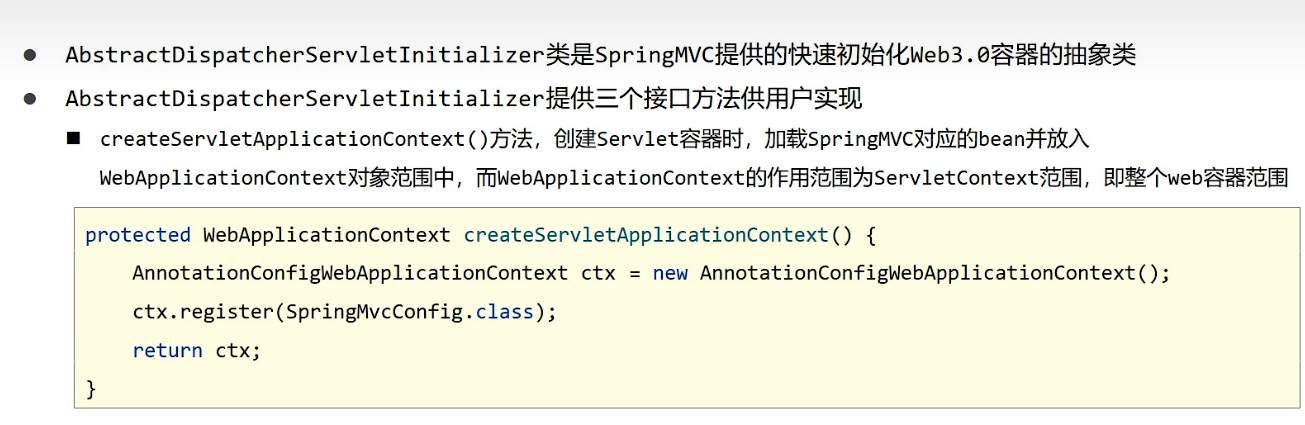 ● AbstractDispatcherServletInitializer类是SpringMVC提供的快速初始化Web3.0容器的抽象类
● AbstractDispatcherServletInitializer提供三个接口方法供用户实现
■ createServletApplicationContext()方法，创建Servlet容器时，加载SpringMVC对应的bean并放入
WebApplicationContext对象范围中，而WebApplicationContext的作用范围为ServletContext范围，即整个web容器范围
protected WebApplicationContext createServletApplicationContext() {
    AnnotationConfigWebApplicationContext ctx = new AnnotationConfigWebApplicationContext();
    ctx.register(SpringMvcConfig.class);
    return ctx;
}